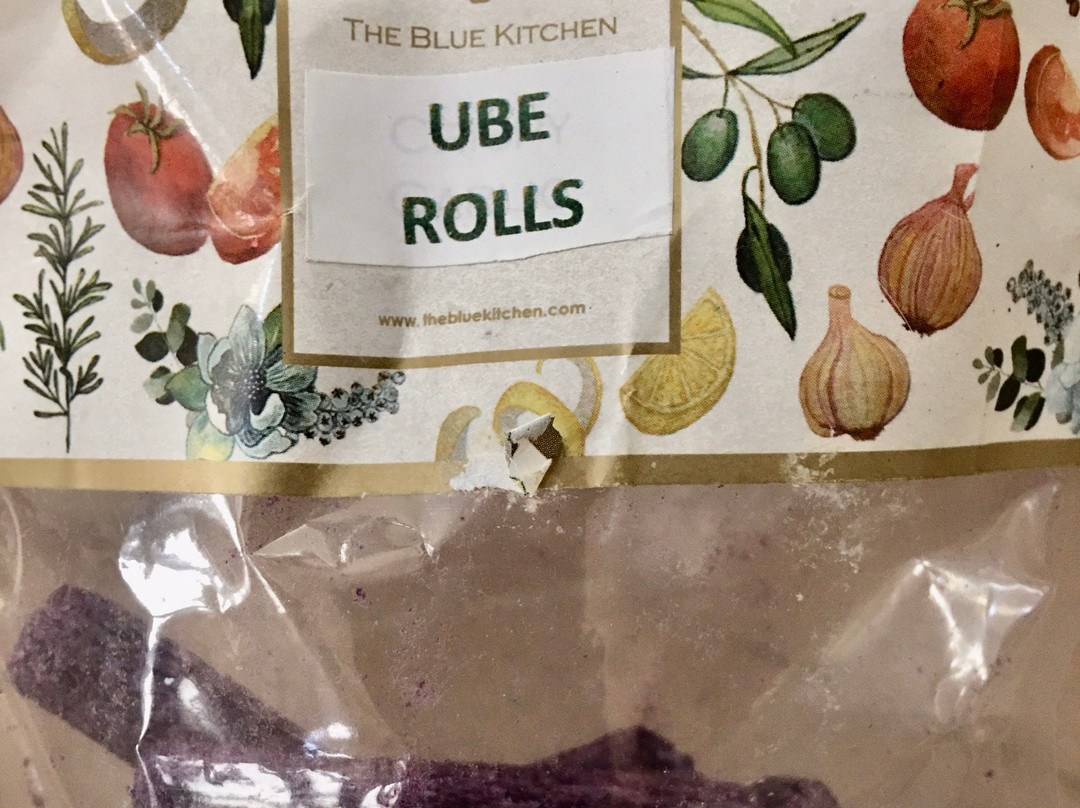 THE BLUE KITCHEN
UBE
ROLLS
www.thebluekitchen.com